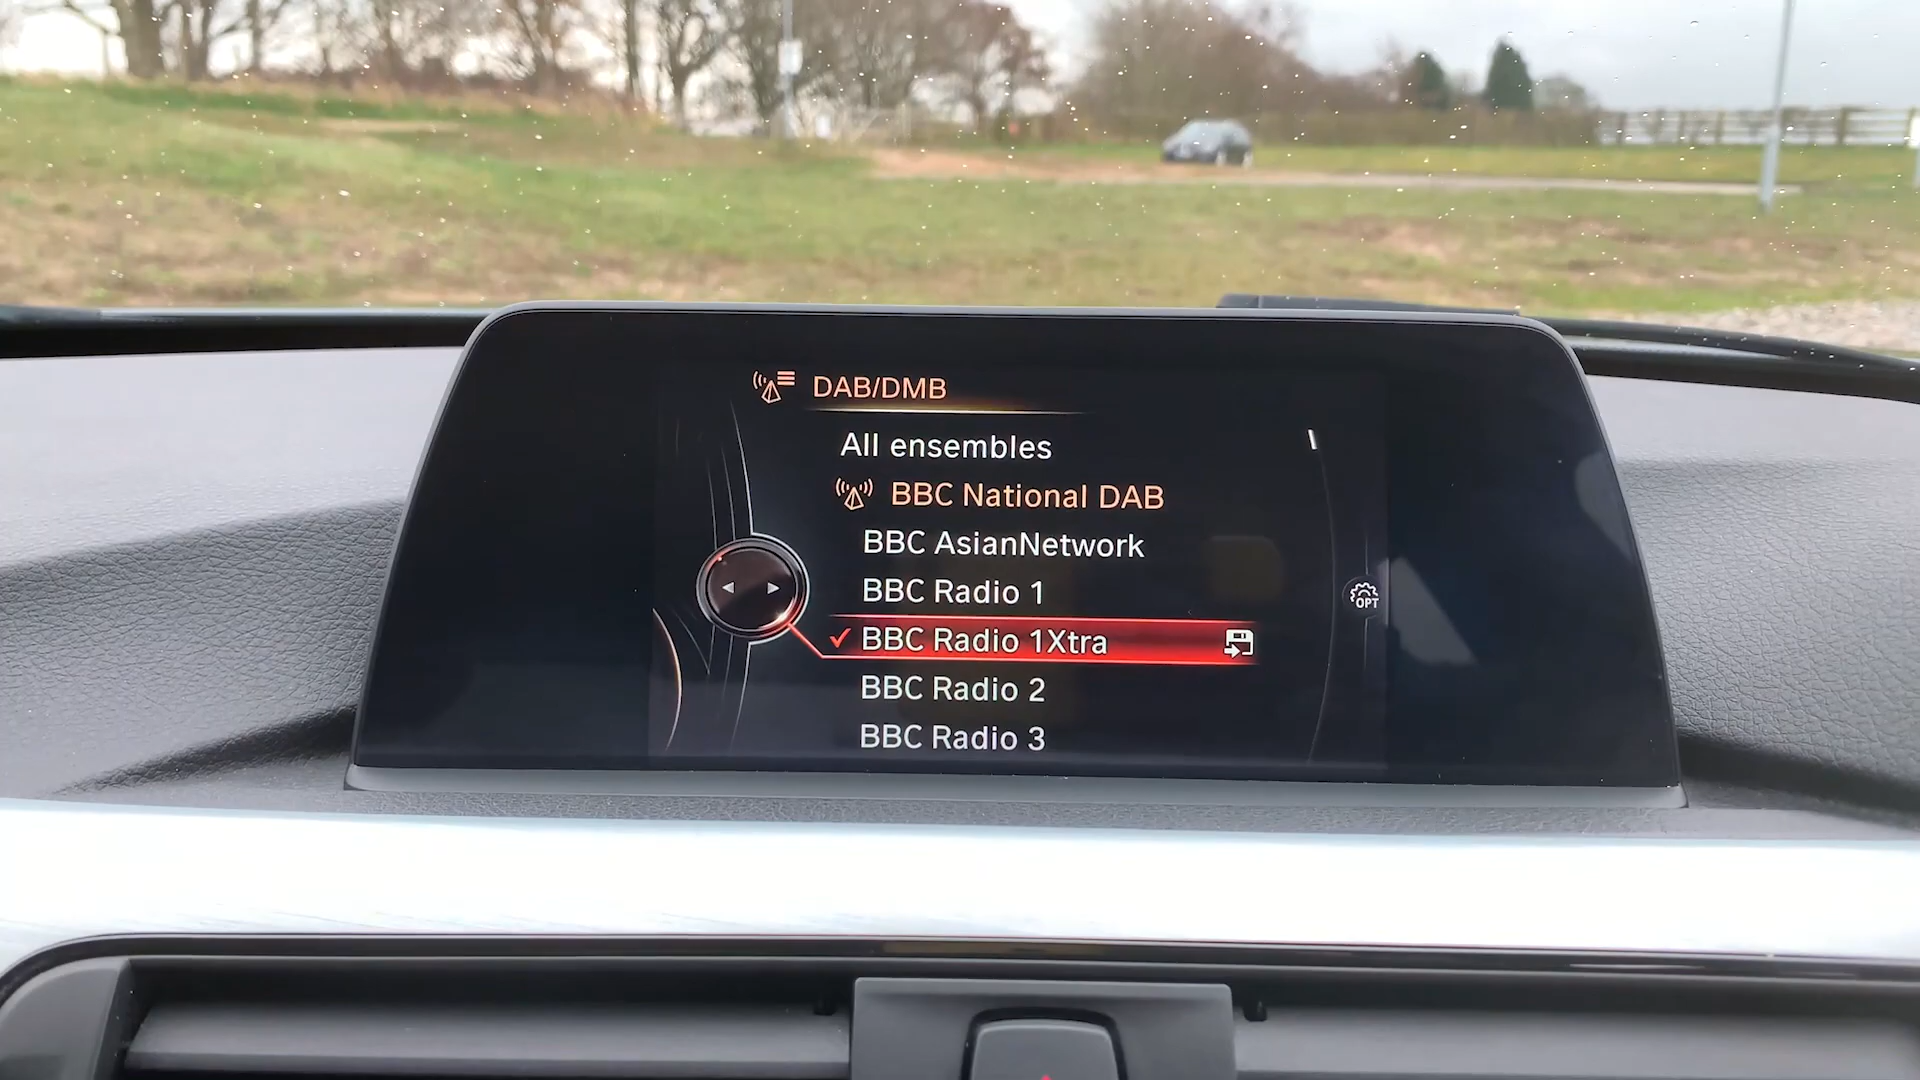 DAB/DMB
All ensembles
BBC National DAB
BBC AsianNetwork
BBC Radio 1
BBC Radio 1Xtra
OPT
BBC Radio 2
BBC Radio 3